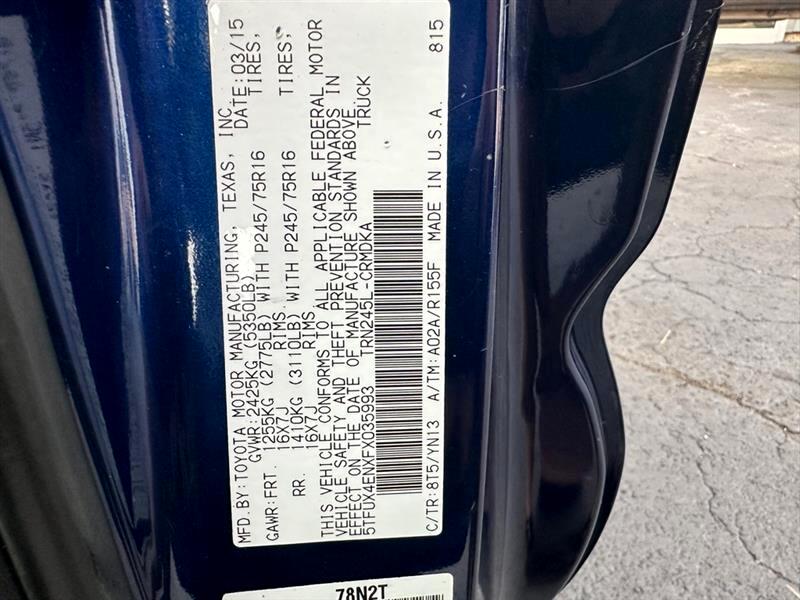 MFD.BY:TOYOTA MOTOR MANUFACTURING, TEXAS, INC. DATE:03/15
GVWR:2425KG (5350LB)
GAWR:FRT. 1255KG (2775LB) WITH P245/75R16 TIRES,
16X7J RIMS
RR. 1410KG (3110LB) WITH P245/75R16 TIRES,
16X7J RIMS
THIS VEHICLE CONFORMS TO ALL APPLICABLE FEDERAL MOTOR
VEHICLE SAFETY AND THEFT PREVENTION STANDARDS IN
EFFECT ON THE DATE OF MANUFACTURE SHOWN ABOVE.
5TFUX4ENXFX035993 TRN245L-CRMDKA TRUCK
C/TR:8T5/YN13 A/TM:A02A/R155F MADE IN U.S.A. 815
78N2T